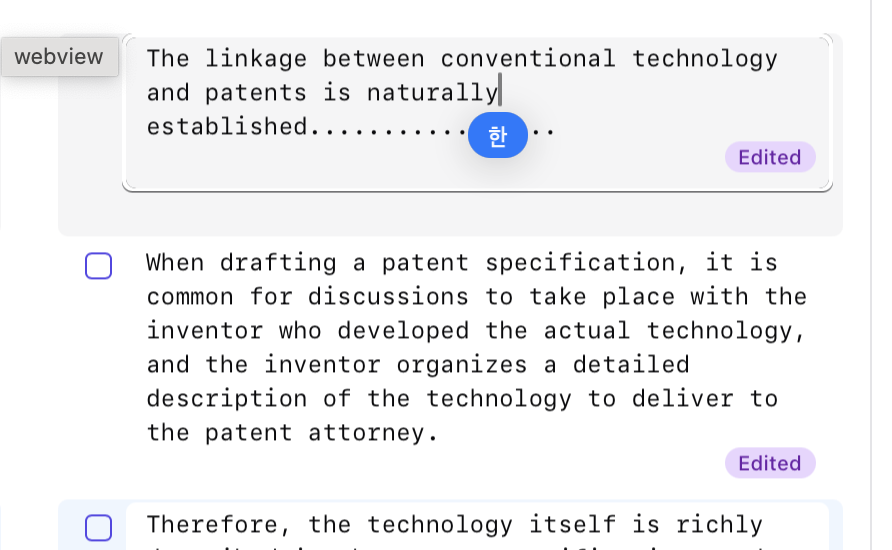 webview
The linkage between conventional technology
and patents is naturally
established..............
한
Edited
When drafting a patent specification, it is
common for discussions to take place with the
inventor who developed the actual technology,
and the inventor organizes a detailed
description of the technology to deliver to
the patent attorney.
Edited
Therefore, the technology itself is richly